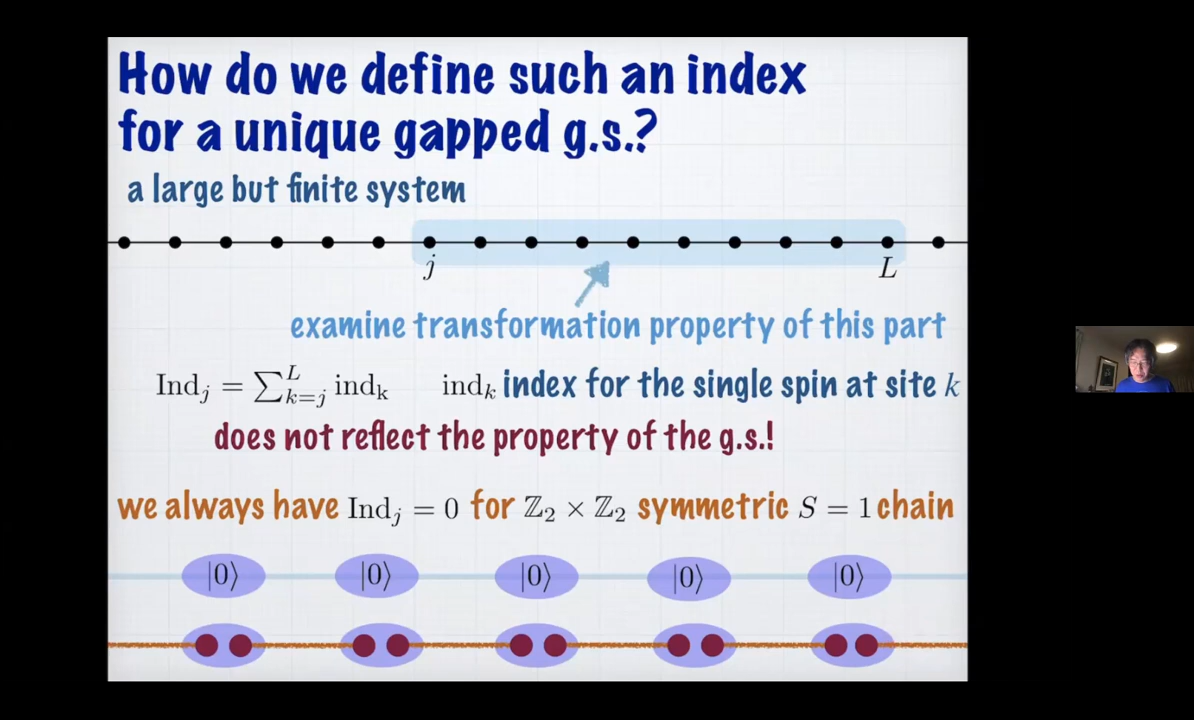 How do we define such an index
for a unique gapped g.s.?
a large but finite system
j L
examine transformation property of this part
Ind_j = ∑_{k=j}^{L} ind_k ind_k index for the single spin at site k
does not reflect the property of the g.s.!
we always have Ind_j = 0 for ℤ₂ × ℤ₂ symmetric S = 1 chain
|0⟩ |0⟩ |0⟩ |0⟩ |0⟩